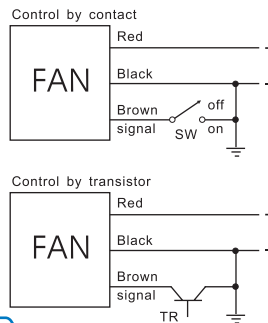 Control by contact
Red
FAN
Black
Brown
off
signal
SW
on
Control by transistor
Red
FAN
Black
Brown
signal
TR